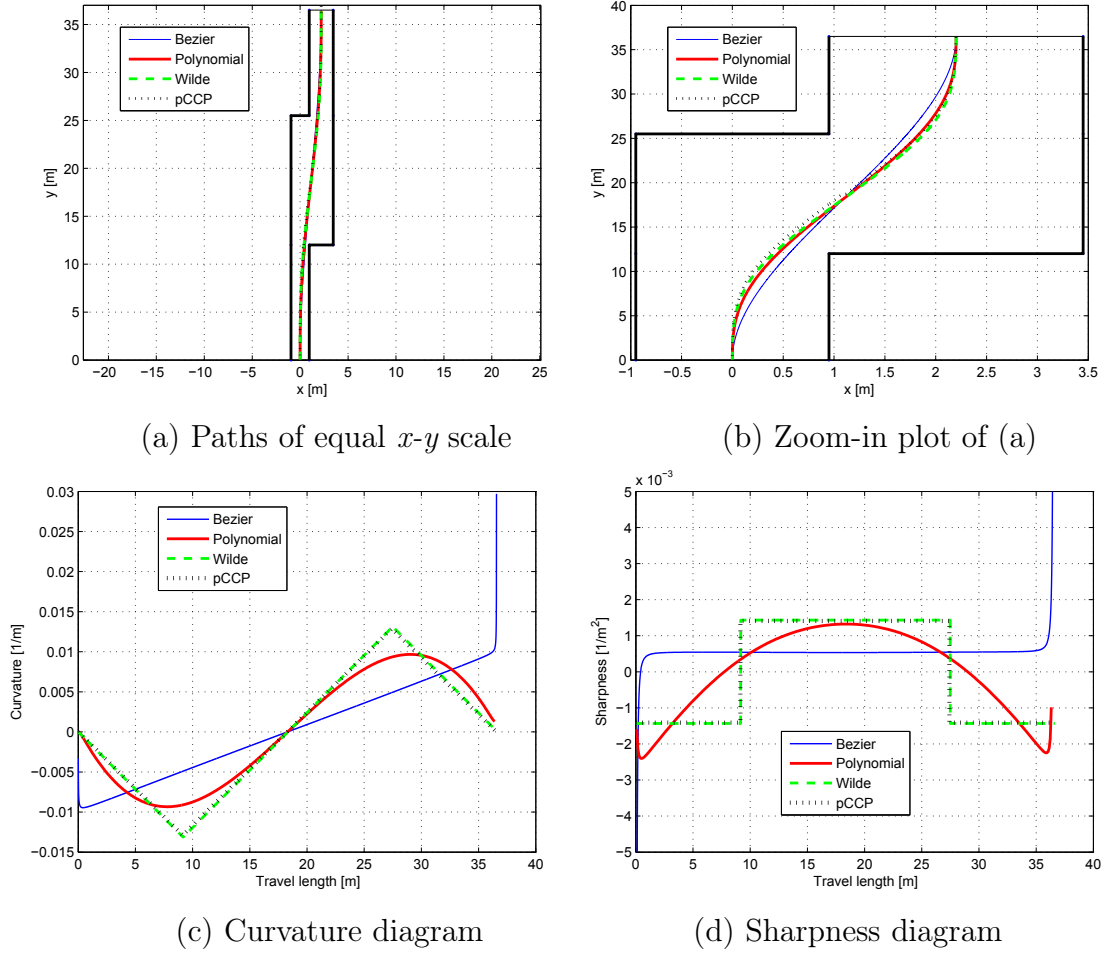 35
30
25
20
15
10
5
0
y [m]
−20
−15
−10
−5
0
5
10
15
20
25
x [m]
Bezier
Polynomial
Wilde
pCCP
(a) Paths of equal x-y scale
40
35
30
25
20
15
10
5
0
y [m]
−1
−0.5
0
0.5
1
1.5
2
2.5
3
3.5
x [m]
Bezier
Polynomial
Wilde
pCCP
(b) Zoom-in plot of (a)
0.03
0.025
0.02
0.015
0.01
0.005
0
−0.005
−0.01
−0.015
Curvature [1/m]
0
5
10
15
20
25
30
35
40
Travel length [m]
Bezier
Polynomial
Wilde
pCCP
(c) Curvature diagram
x 10−3
5
4
3
2
1
0
−1
−2
−3
−4
−5
Sharpness [1/m2]
0
5
10
15
20
25
30
35
40
Travel length [m]
Bezier
Polynomial
Wilde
pCCP
(d) Sharpness diagram